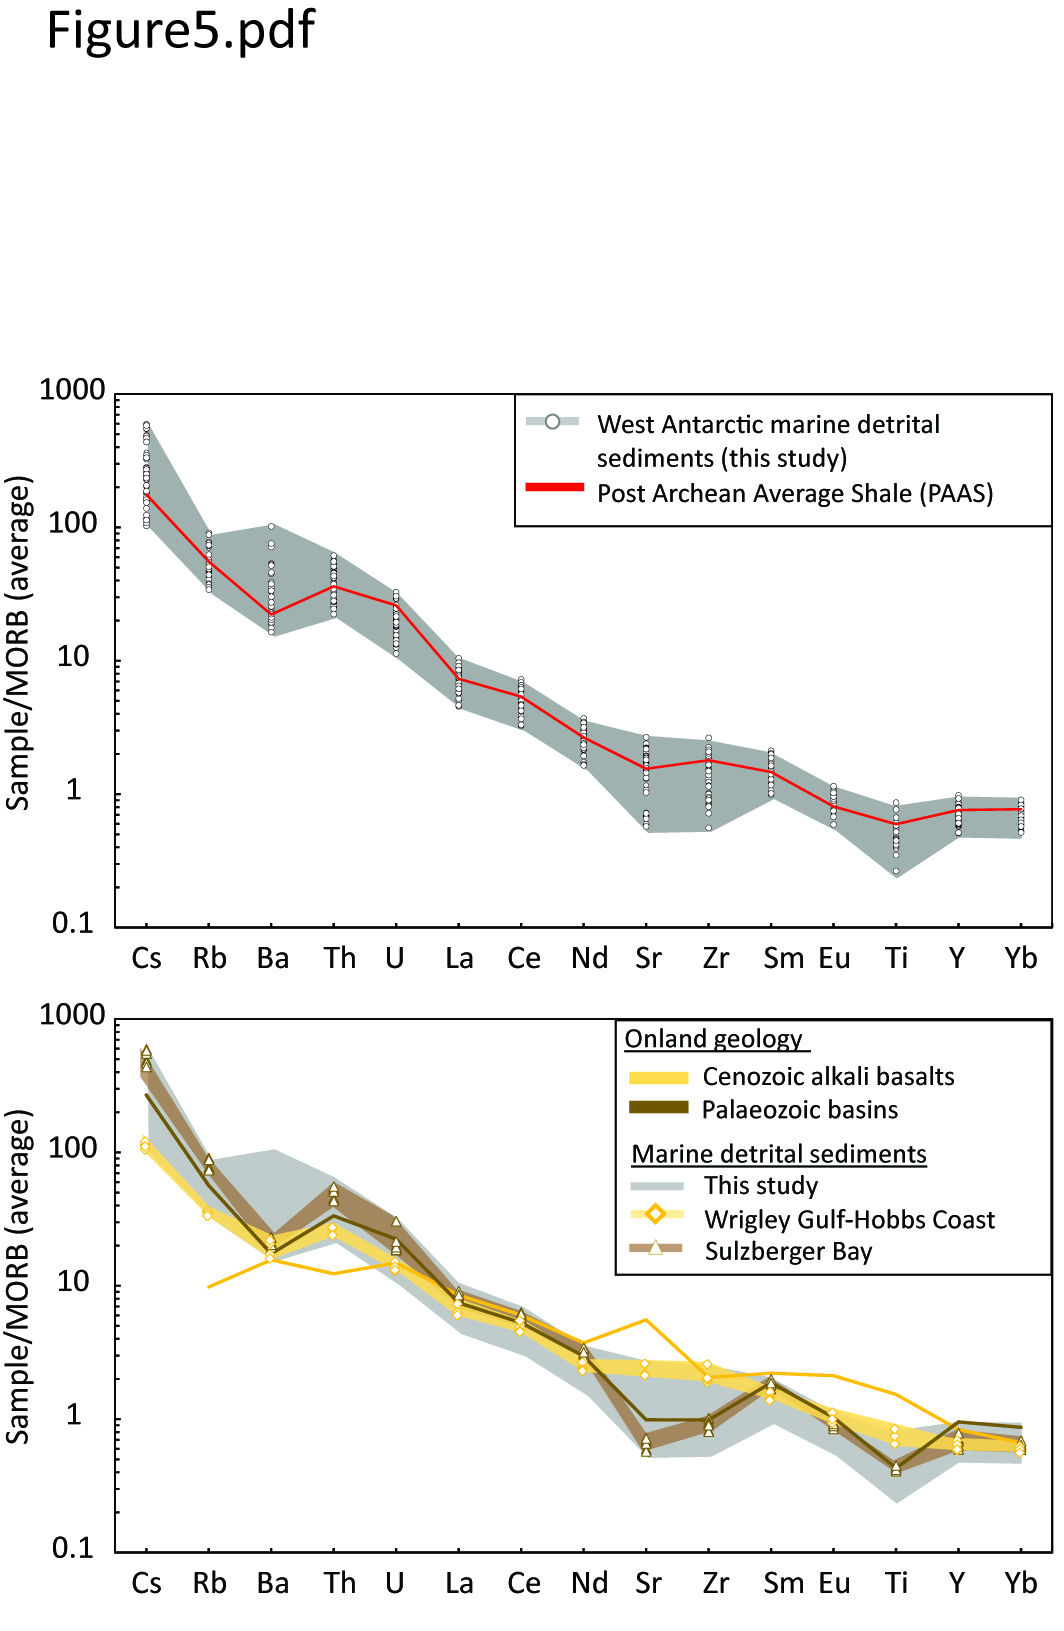 Figure5.pdf
1000
100
10
1
0.1
Sample/MORB (average)
West Antarctic marine detrital
sediments (this study)
Post Archean Average Shale (PAAS)
Cs Rb Ba Th U La Ce Nd Sr Zr Sm Eu Ti Y Yb
1000
100
10
1
0.1
Sample/MORB (average)
Onland geology
Cenozoic alkali basalts
Palaeozoic basins
Marine detrital sediments
This study
Wrigley Gulf-Hobbs Coast
Sulzberger Bay
Cs Rb Ba Th U La Ce Nd Sr Zr Sm Eu Ti Y Yb